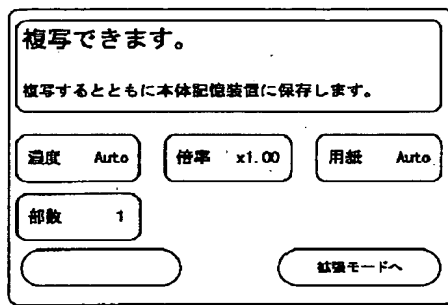 複写できます。
複写するとともに本体記憶装置に保存します。
濃度 Auto
倍率 x1.00
用紙 Auto
部数 1
拡張モードへ